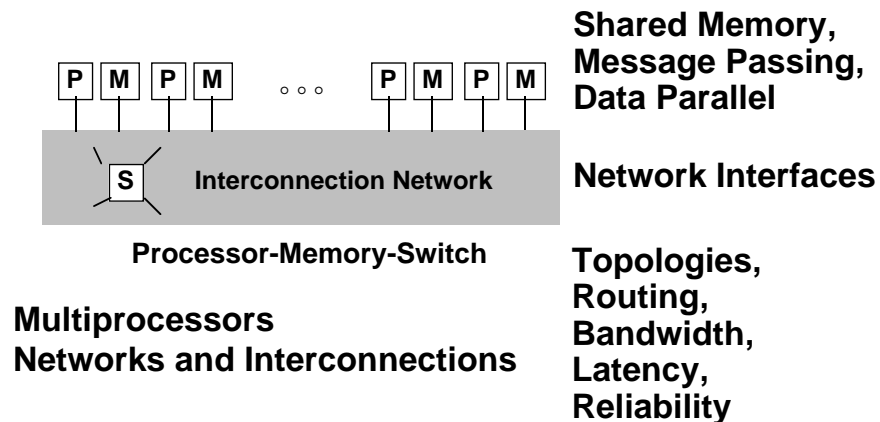 Shared Memory,
Message Passing,
Data Parallel
P M P M ° ° ° P M P M
S Interconnection Network
Network Interfaces
Processor-Memory-Switch
Topologies,
Routing,
Bandwidth,
Latency,
Reliability
Multiprocessors
Networks and Interconnections